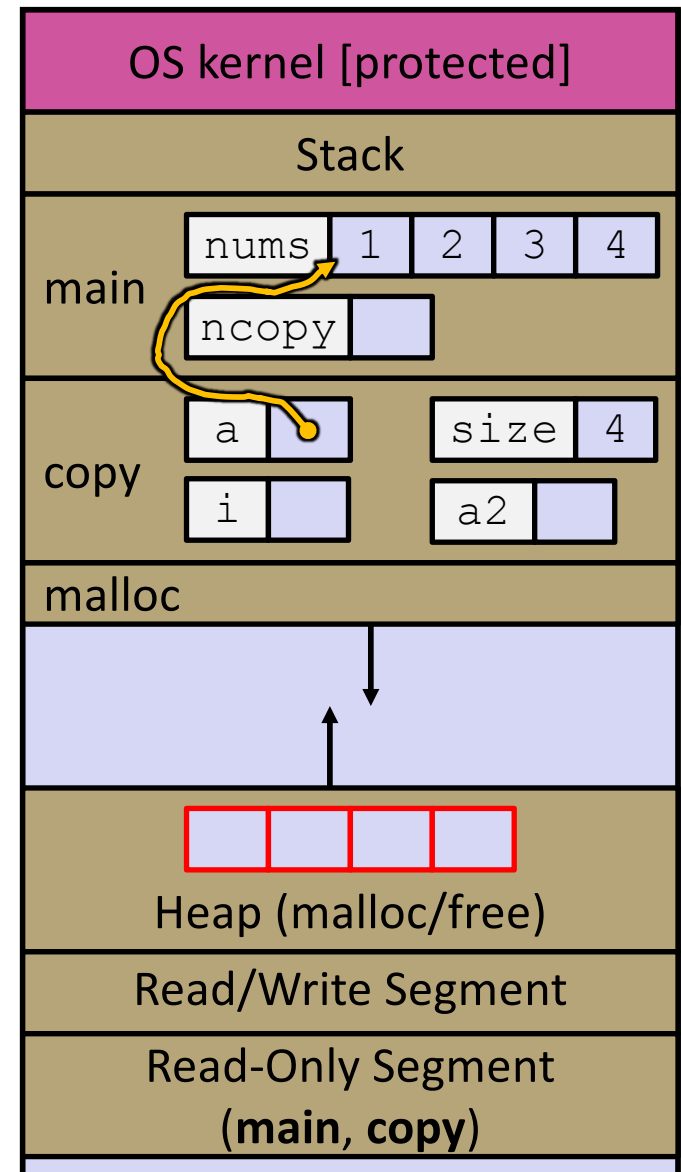 OS kernel [protected]
Stack
main
nums 1 2 3 4
ncopy
copy
a
size 4
i
a2
malloc
Heap (malloc/free)
Read/Write Segment
Read-Only Segment
(main, copy)